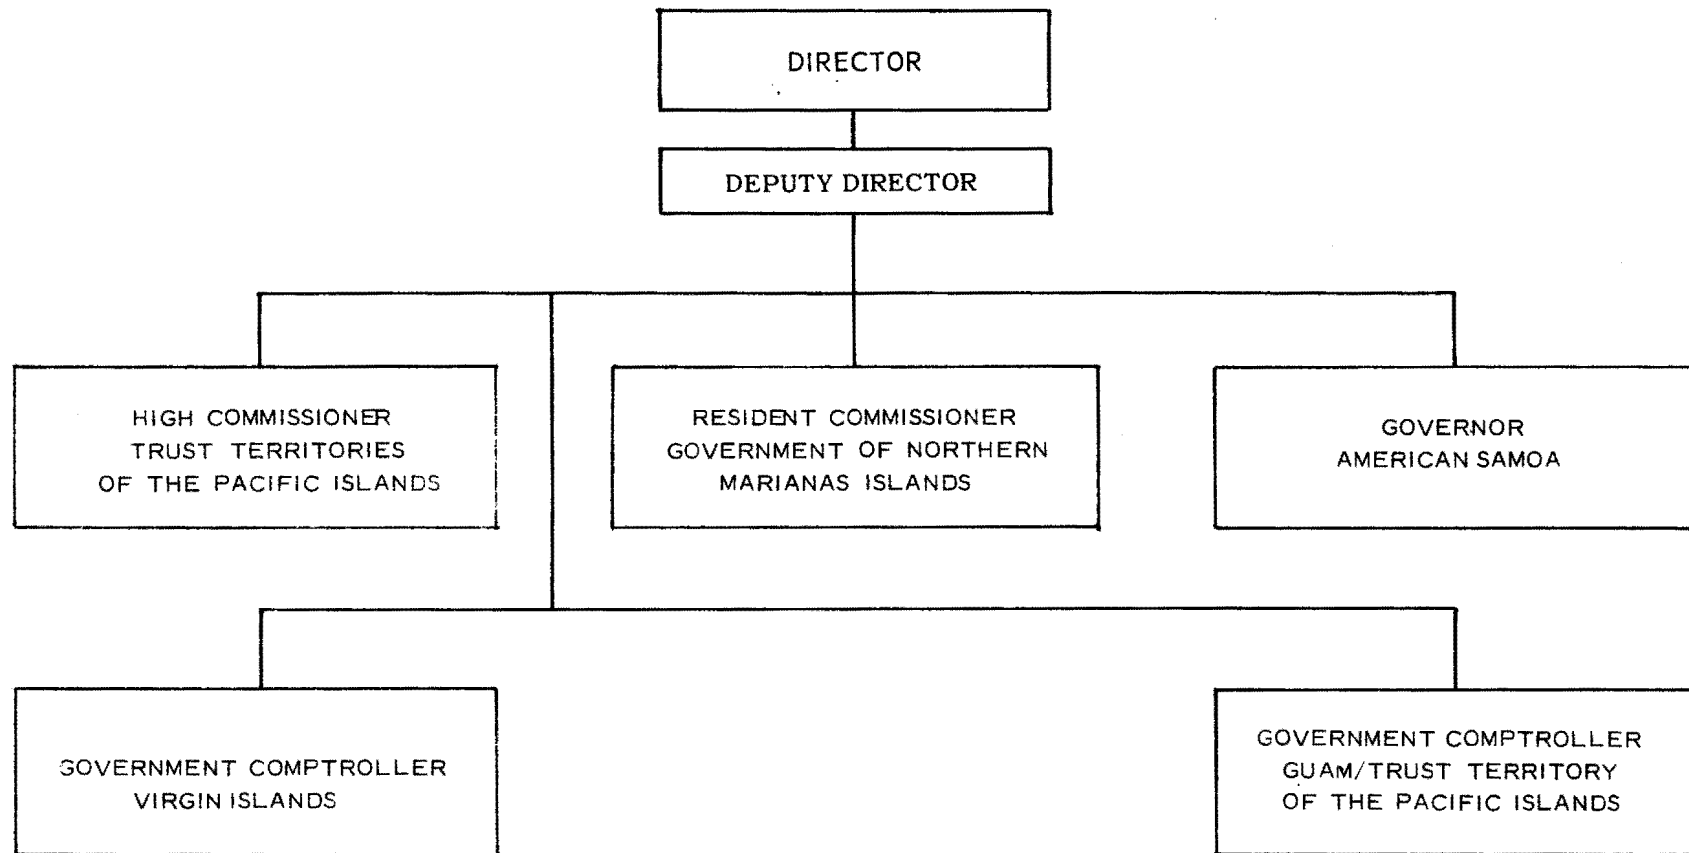 DIRECTOR
DEPUTY DIRECTOR
HIGH COMMISSIONER
TRUST TERRITORIES
OF THE PACIFIC ISLANDS
RESIDENT COMMISSIONER
GOVERNMENT OF NORTHERN
MARIANAS ISLANDS
GOVERNOR
AMERICAN SAMOA
GOVERNMENT COMPTROLLER
VIRGIN ISLANDS
GOVERNMENT COMPTROLLER
GUAM/TRUST TERRITORY
OF THE PACIFIC ISLANDS